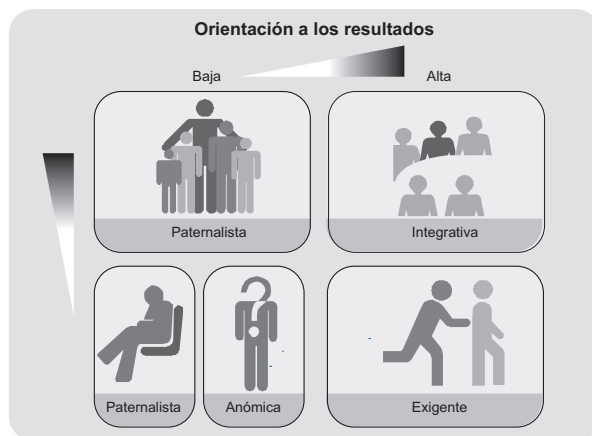 Orientación a los resultados
Baja
Alta
Paternalista
Integrativa
Paternalista
Anómica
Exigente